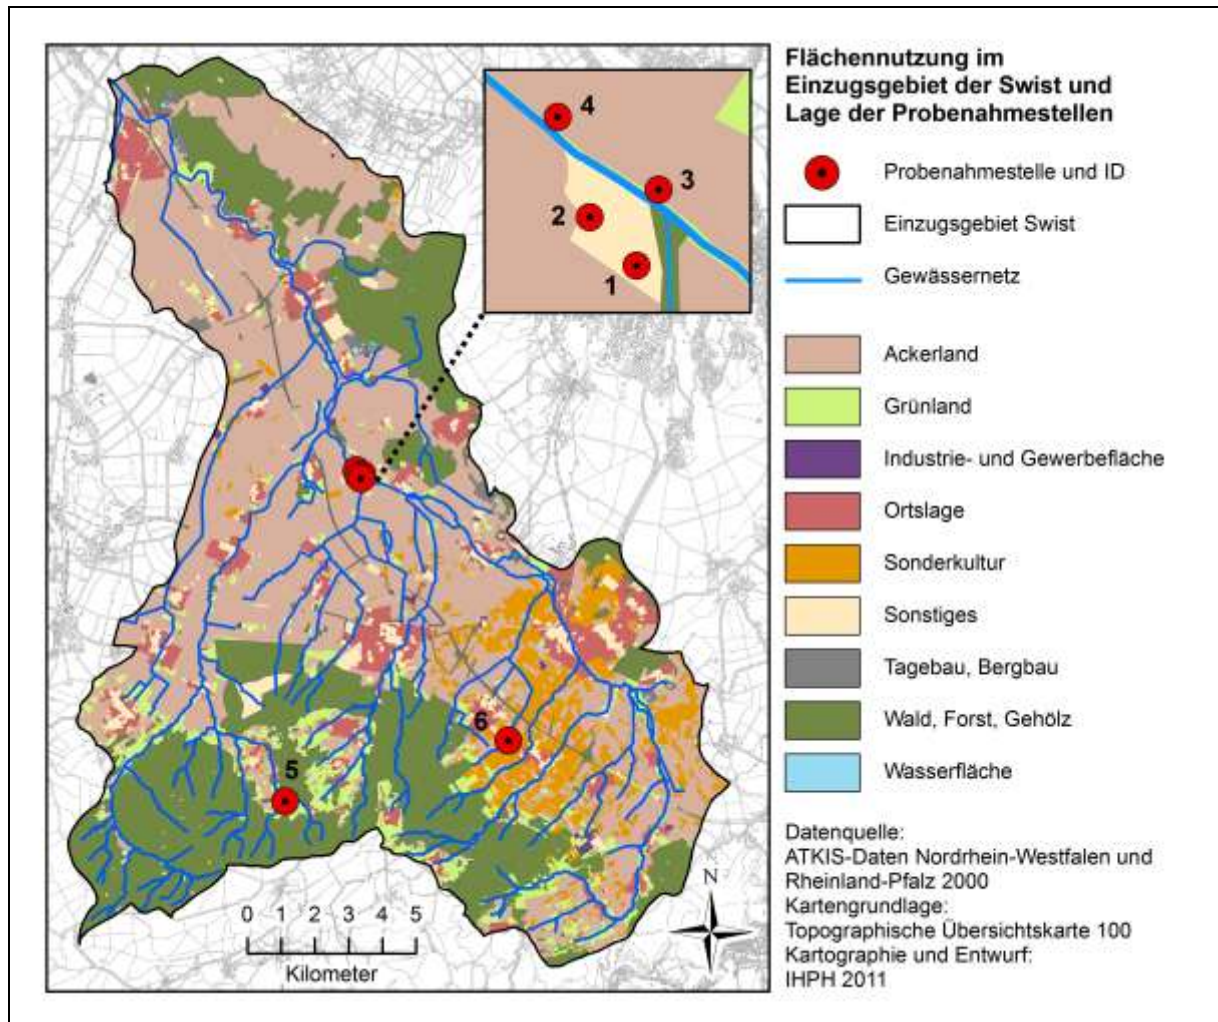 Flächennutzung im
Einzugsgebiet der Swist und
Lage der Probenahmestellen
Probenahmestelle und ID
Einzugsgebiet Swist
Gewässernetz
Ackerland
Grünland
Industrie- und Gewerbefläche
Ortslage
Sonderkultur
Sonstiges
Tagebau, Bergbau
Wald, Forst, Gehölz
Wasserfläche
Datenquelle:
ATKIS-Daten Nordrhein-Westfalen und
Rheinland-Pfalz 2000
Kartengrundlage:
Topographische Übersichtskarte 100
Kartographie und Entwurf:
IHPH 2011
4
3
2
1
6
5
N
0 1 2 3 4 5
Kilometer